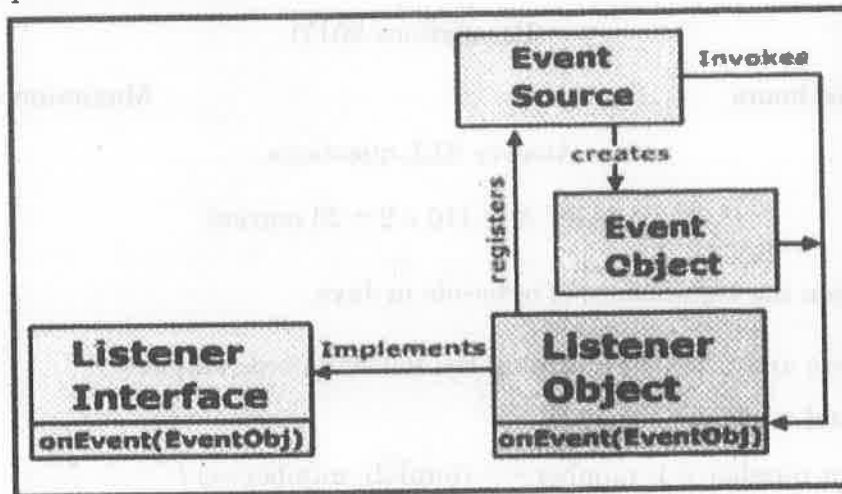 Event
Source
Invokes
creates
registers
Event
Object
Listener
Interface
onEvent(EventObj)
Implements
Listener
Object
onEvent(EventObj)